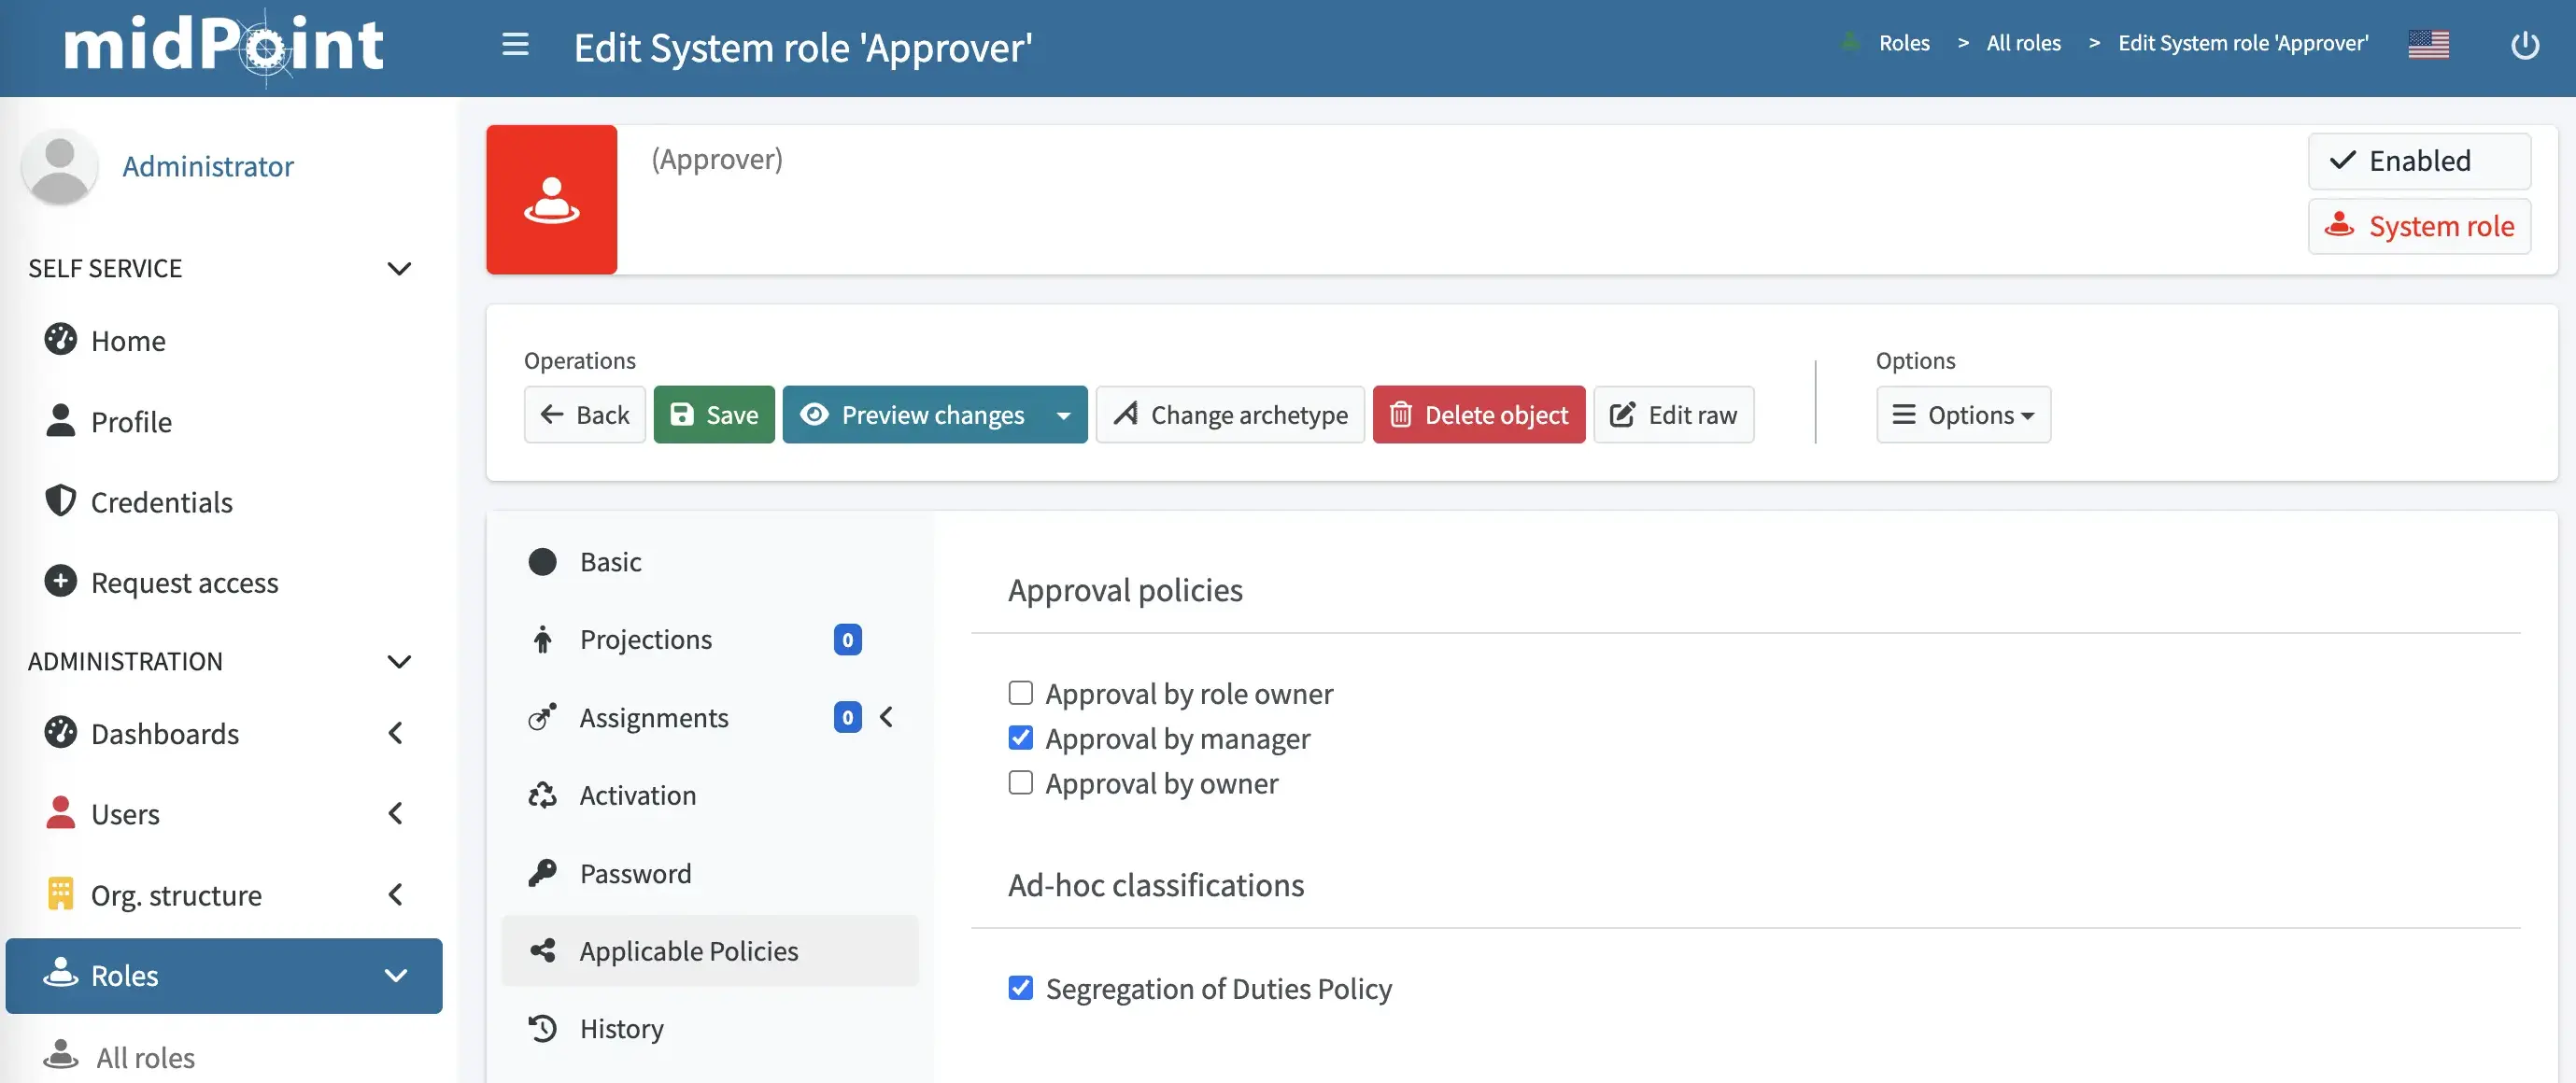 midPoint
Edit System role 'Approver'
Roles > All roles > Edit System role 'Approver'
Administrator
SELF SERVICE
Home
Profile
Credentials
Request access
ADMINISTRATION
Dashboards
Users
Org. structure
Roles
All roles
(Approver)
Enabled
System role
Operations
Back
Save
Preview changes
Change archetype
Delete object
Edit raw
Options
Options
Basic
Projections 0
Assignments 0
Activation
Password
Applicable Policies
History
Approval policies
Approval by role owner
Approval by manager
Approval by owner
Ad-hoc classifications
Segregation of Duties Policy